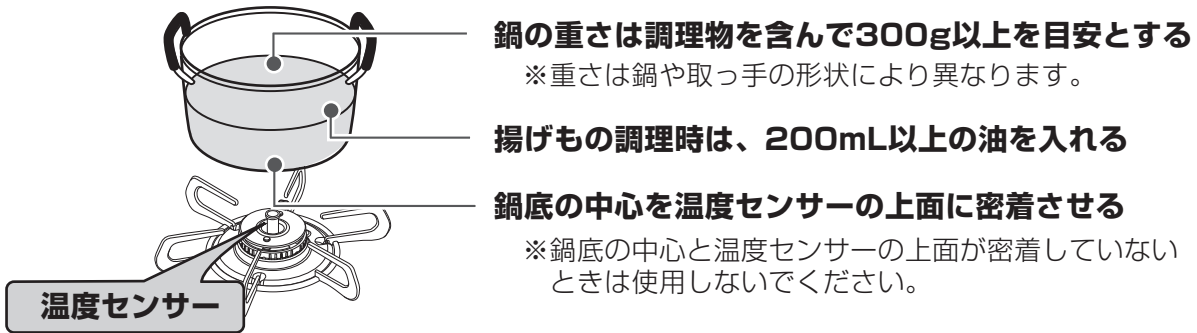 鍋の重さは調理物を含んで300g以上を目安とする
※重さは鍋や取っ手の形状により異なります。
揚げもの調理時は、200mL以上の油を入れる
鍋底の中心を温度センサーの上面に密着させる
※鍋底の中心と温度センサーの上面が密着していない
ときは使用しないでください。
温度センサー